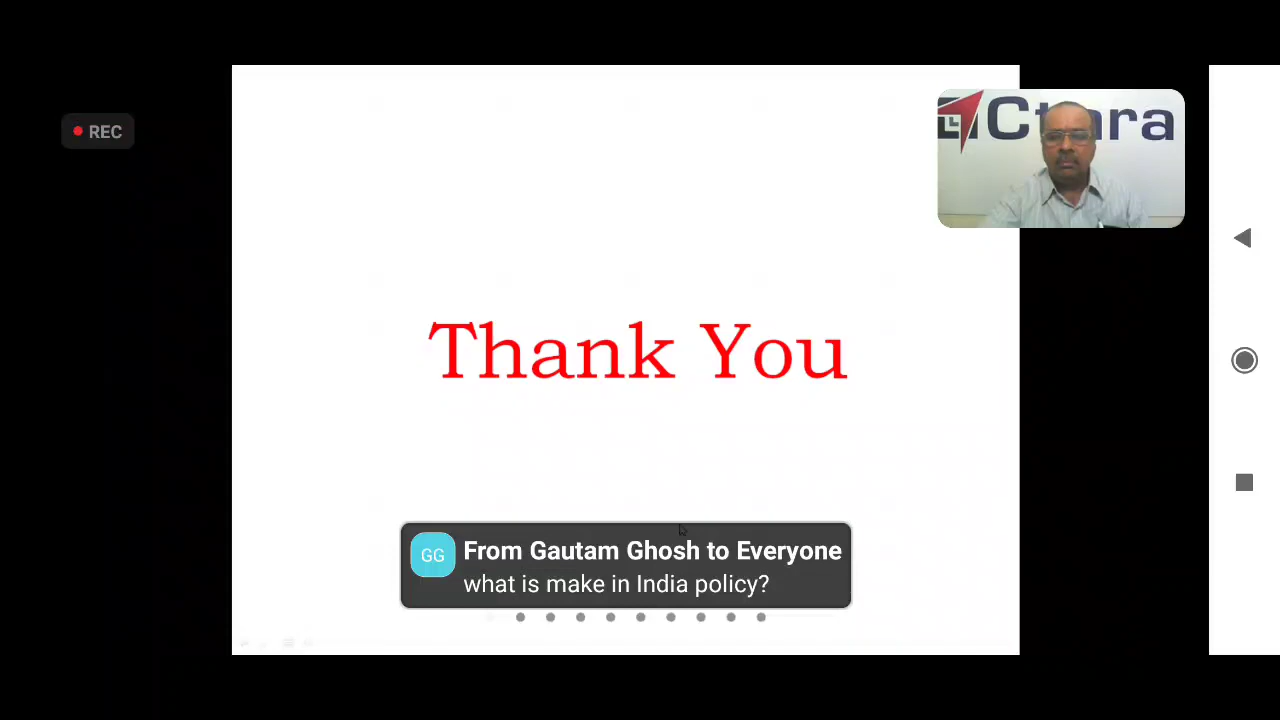 REC
Thank You
GG
From Gautam Ghosh to Everyone
what is make in India policy?